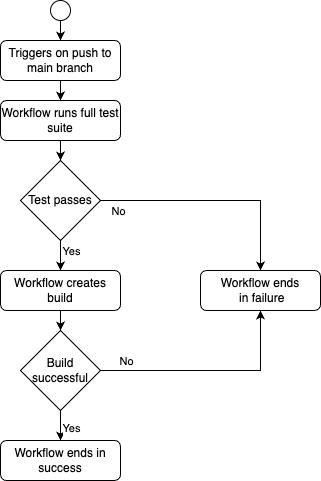 Triggers on push to
main branch
Workflow runs full test
suite
Test passes
No
Yes
Workflow creates
build
Workflow ends
in failure
Build
successful
No
Yes
Workflow ends in
success